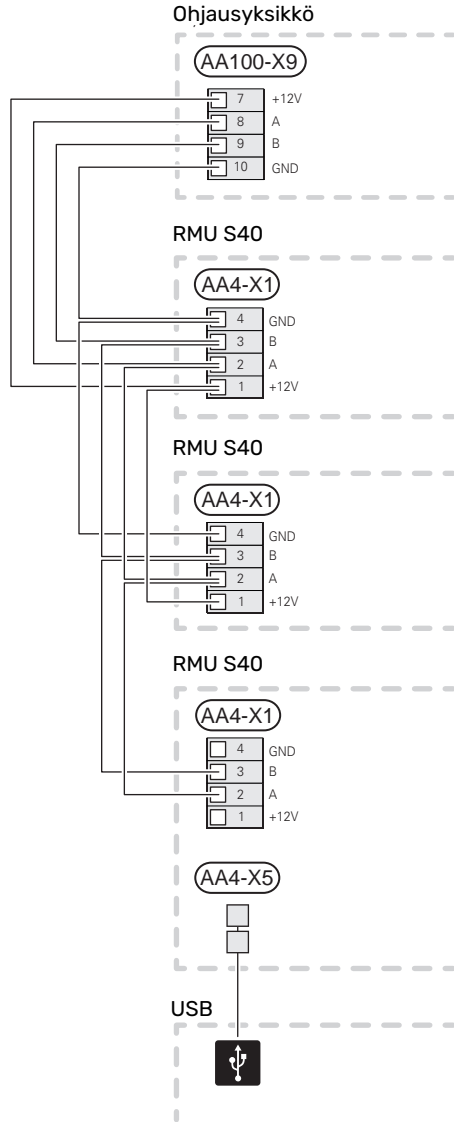 Ohjausyksikkö
AA100-X9
7 +12V
8 A
9 B
10 GND
RMU S40
AA4-X1
4 GND
3 B
2 A
1 +12V
RMU S40
AA4-X1
4 GND
3 B
2 A
1 +12V
RMU S40
AA4-X1
4 GND
3 B
2 A
1 +12V
AA4-X5
USB